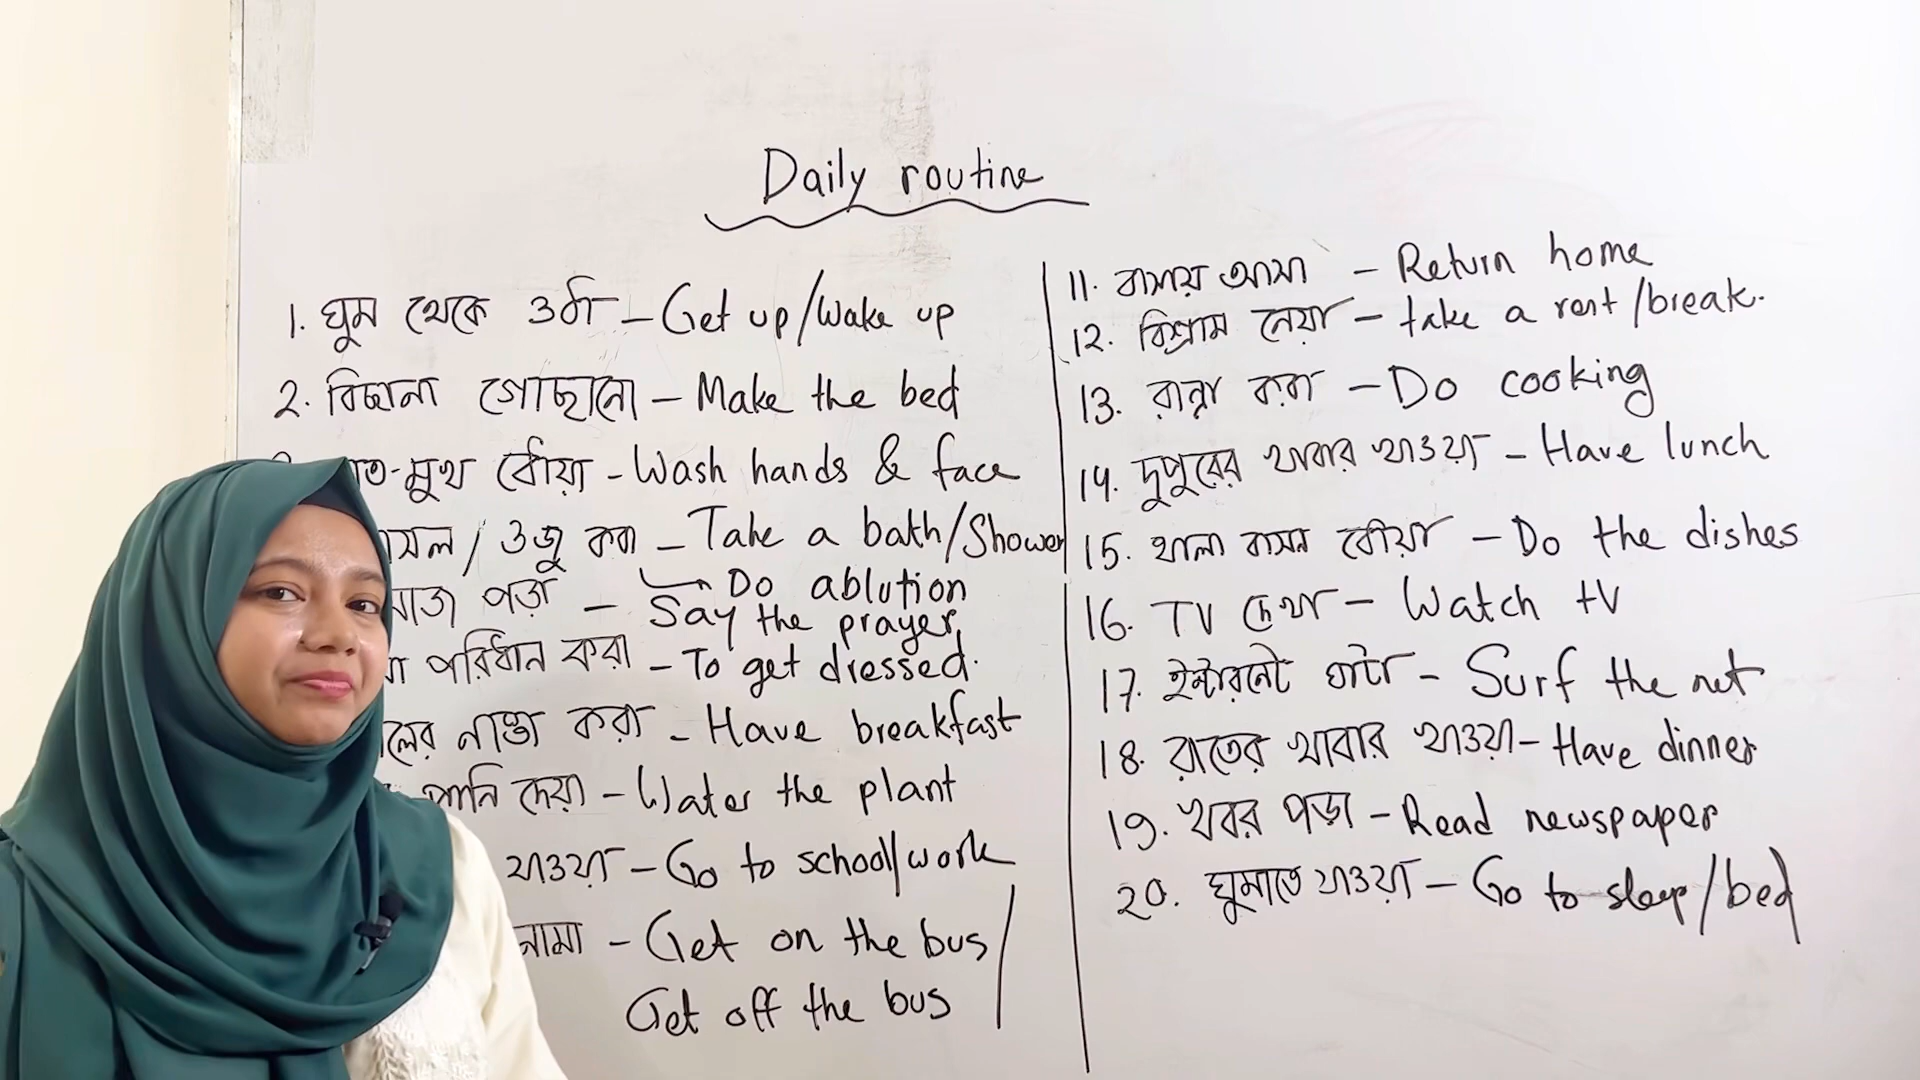 Daily routine
1. ঘুম থেকে ওঠা - Get up/Wake up
2. বিছানা গোছানো - Make the bed
ত-মুখ ধোঁয়া - Wash hands & face
সল / ওজু করা - Take a bath/Shower
Do ablution
মাজ পড়া - Say the prayer
পরিধান করা - To get dressed.
লের নাস্তা করা - Have breakfast
পানি দেয়া - Water the plant
যাওয়া - Go to school/work
নামা - Get on the bus/
Get off the bus
11. বাসায় আসা - Return home
12. বিশ্রাম নেয়া - take a rest/break.
13. রান্না করা - Do cooking
14. দুপুরের খাবার খাওয়া - Have lunch
15. থালা বাসন ধোঁয়া - Do the dishes
16. TV দেখা - Watch tv
17. ইন্টারনেট ঘাটা - Surf the net
18. রাতের খাবার খাওয়া - Have dinner
19. খবর পড়া - Read newspaper
20. ঘুমাতে যাওয়া - Go to sleep/bed